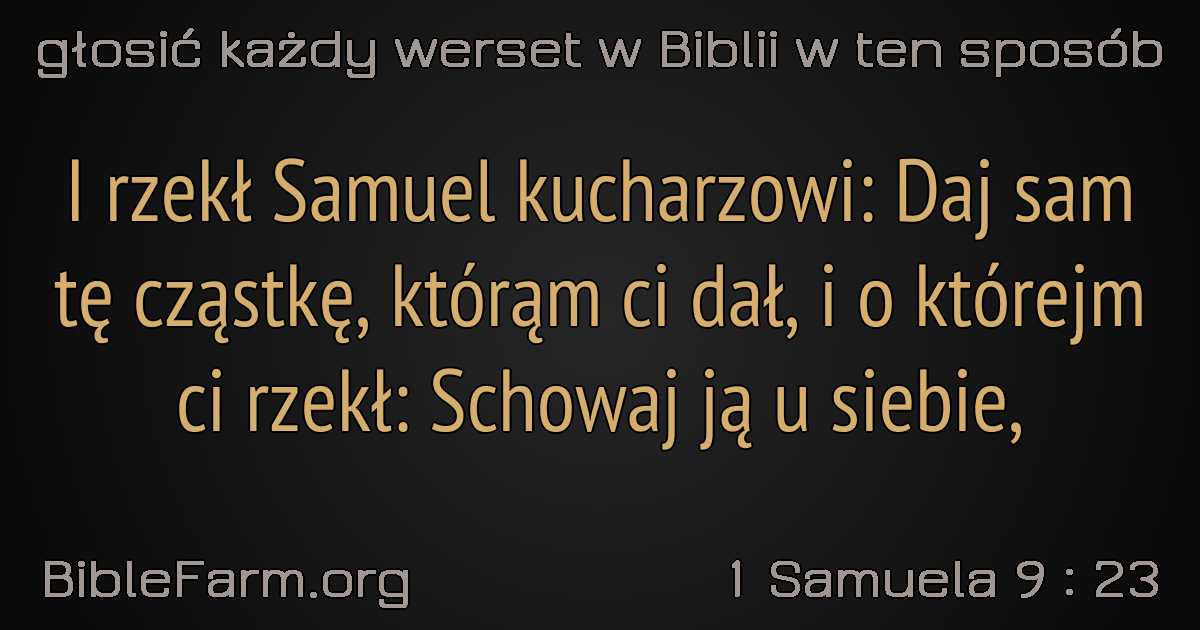 głosić każdy werset w Biblii w ten sposób
I rzekł Samuel kucharzowi: Daj sam
tę cząstkę, którąm ci dał, i o którejm
ci rzekł: Schowaj ją u siebie,
BibleFarm.org
1 Samuela 9 : 23